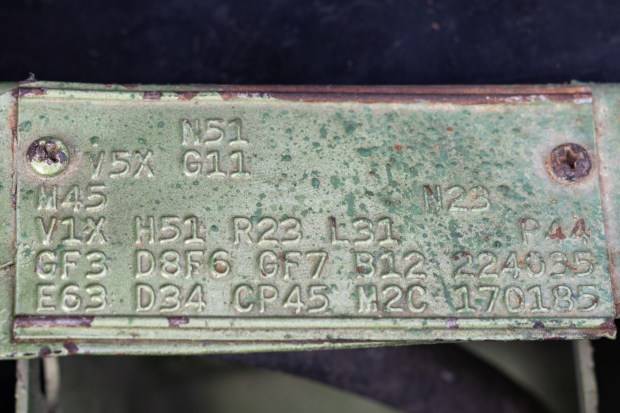 N51
V5X G11
M45 N23
V1X H51 R23 L31 P44
GF3 D8F6 GF7 B12 224035
E63 D34 CP45 M2C 170185